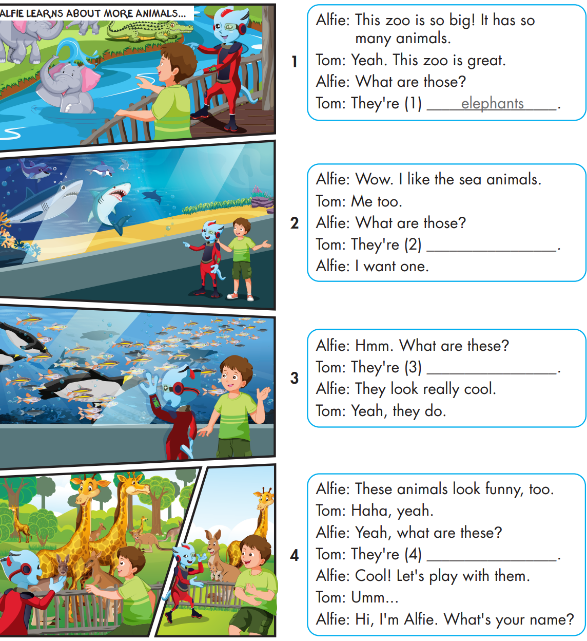 ALFIE LEARNS ABOUT MORE ANIMALS...
1
Alfie: This zoo is so big! It has so
many animals.
Tom: Yeah. This zoo is great.
Alfie: What are those?
Tom: They're (1) elephants.
2
Alfie: Wow. I like the sea animals.
Tom: Me too.
Alfie: What are those?
Tom: They're (2) ________________.
Alfie: I want one.
3
Alfie: Hmm. What are these?
Tom: They're (3) ________________.
Alfie: They look really cool.
Tom: Yeah, they do.
4
Alfie: These animals look funny, too.
Tom: Haha, yeah.
Alfie: Yeah, what are these?
Tom: They're (4) ________________.
Alfie: Cool! Let's play with them.
Tom: Umm...
Alfie: Hi, I'm Alfie. What's your name?